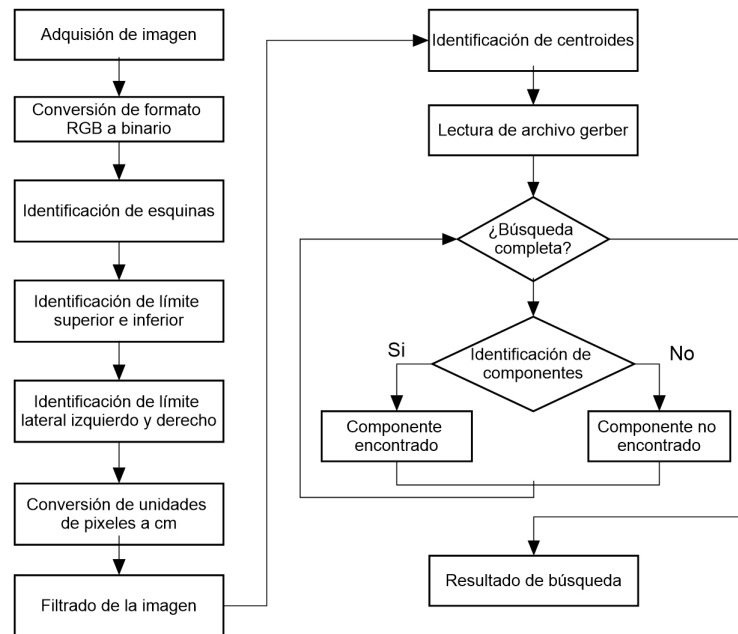 Adquisión de imagen
Conversión de formato
RGB a binario
Identificación de esquinas
Identificación de límite
superior e inferior
Identificación de límite
lateral izquierdo y derecho
Conversión de unidades
de pixeles a cm
Filtrado de la imagen
Identificación de centroides
Lectura de archivo gerber
¿Búsqueda
completa?
Identificación de
componentes
Si
No
Componente
encontrado
Componente no
encontrado
Resultado de búsqueda